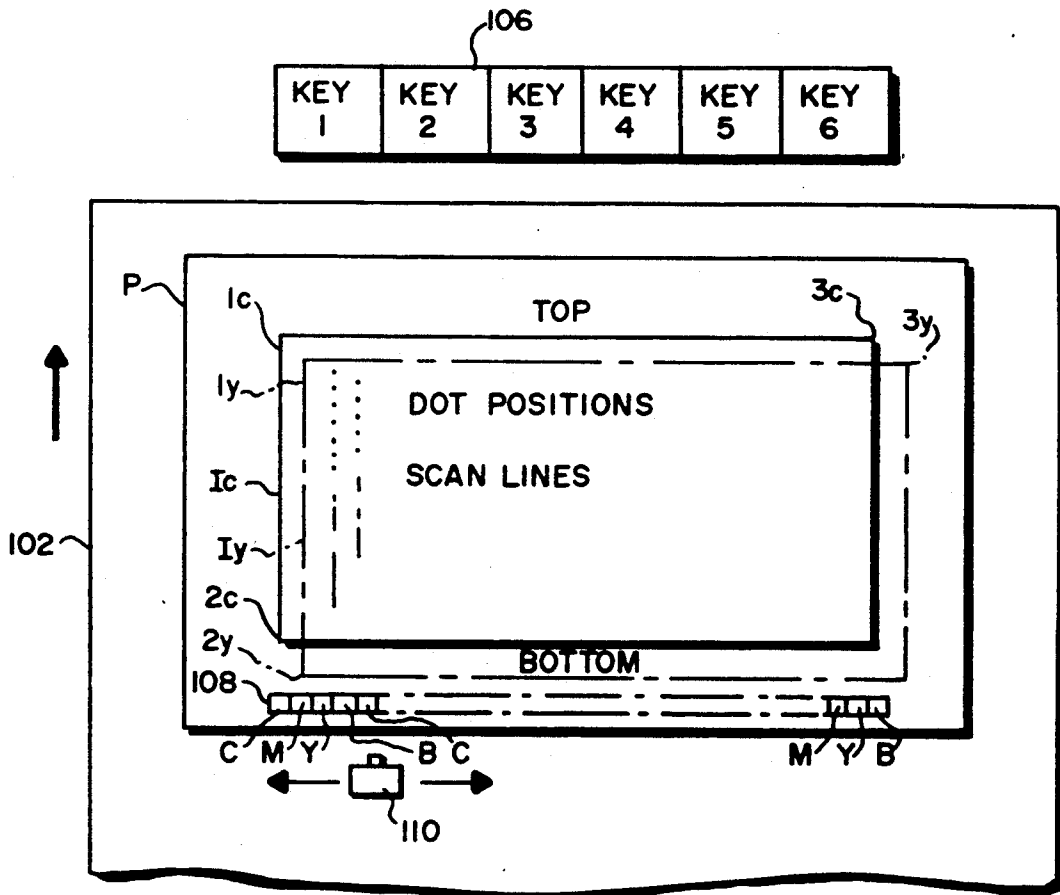 106
KEY 1 KEY 2 KEY 3 KEY 4 KEY 5 KEY 6
P
1c TOP 3c
3y
1y
DOT POSITIONS
Ic SCAN LINES
102
Iy
2c
2y BOTTOM
108
C M Y B C M Y B
110